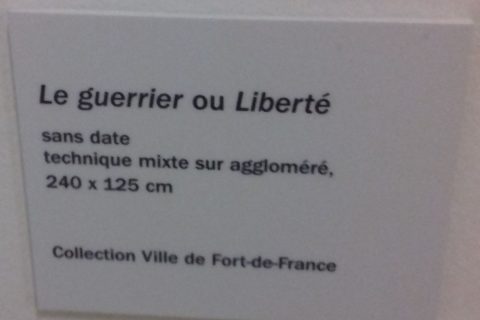 Le guerrier ou Liberté
sans date
technique mixte sur aggloméré,
240 x 125 cm
Collection Ville de Fort-de-France